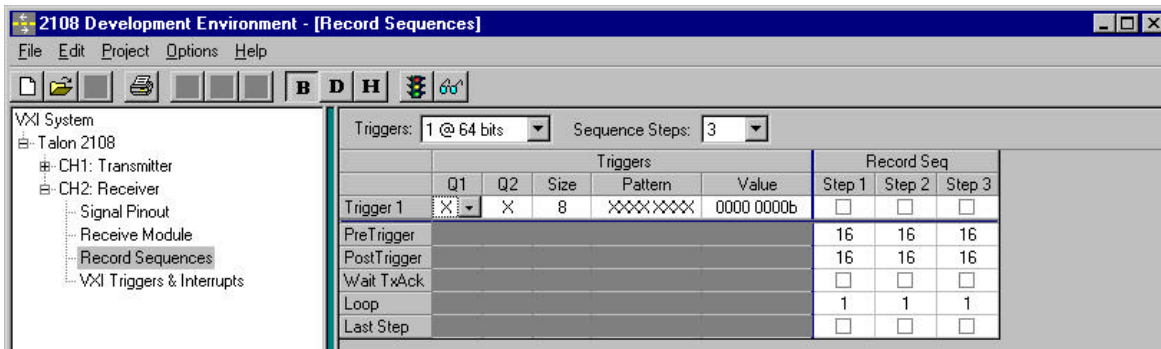 2108 Development Environment - [Record Sequences]
File Edit Project Options Help
B D H
VXI System
Talon 2108
CH1: Transmitter
CH2: Receiver
Signal Pinout
Receive Module
Record Sequences
VXI Triggers & Interrupts
Triggers: 1 @ 64 bits Sequence Steps: 3
Triggers Record Seq
Q1 Q2 Size Pattern Value Step 1 Step 2 Step 3
Trigger 1 X X 8 XXXX XXXX 0000 0000b
PreTrigger 16 16 16
PostTrigger 16 16 16
Wait TxAck
Loop 1 1 1
Last Step